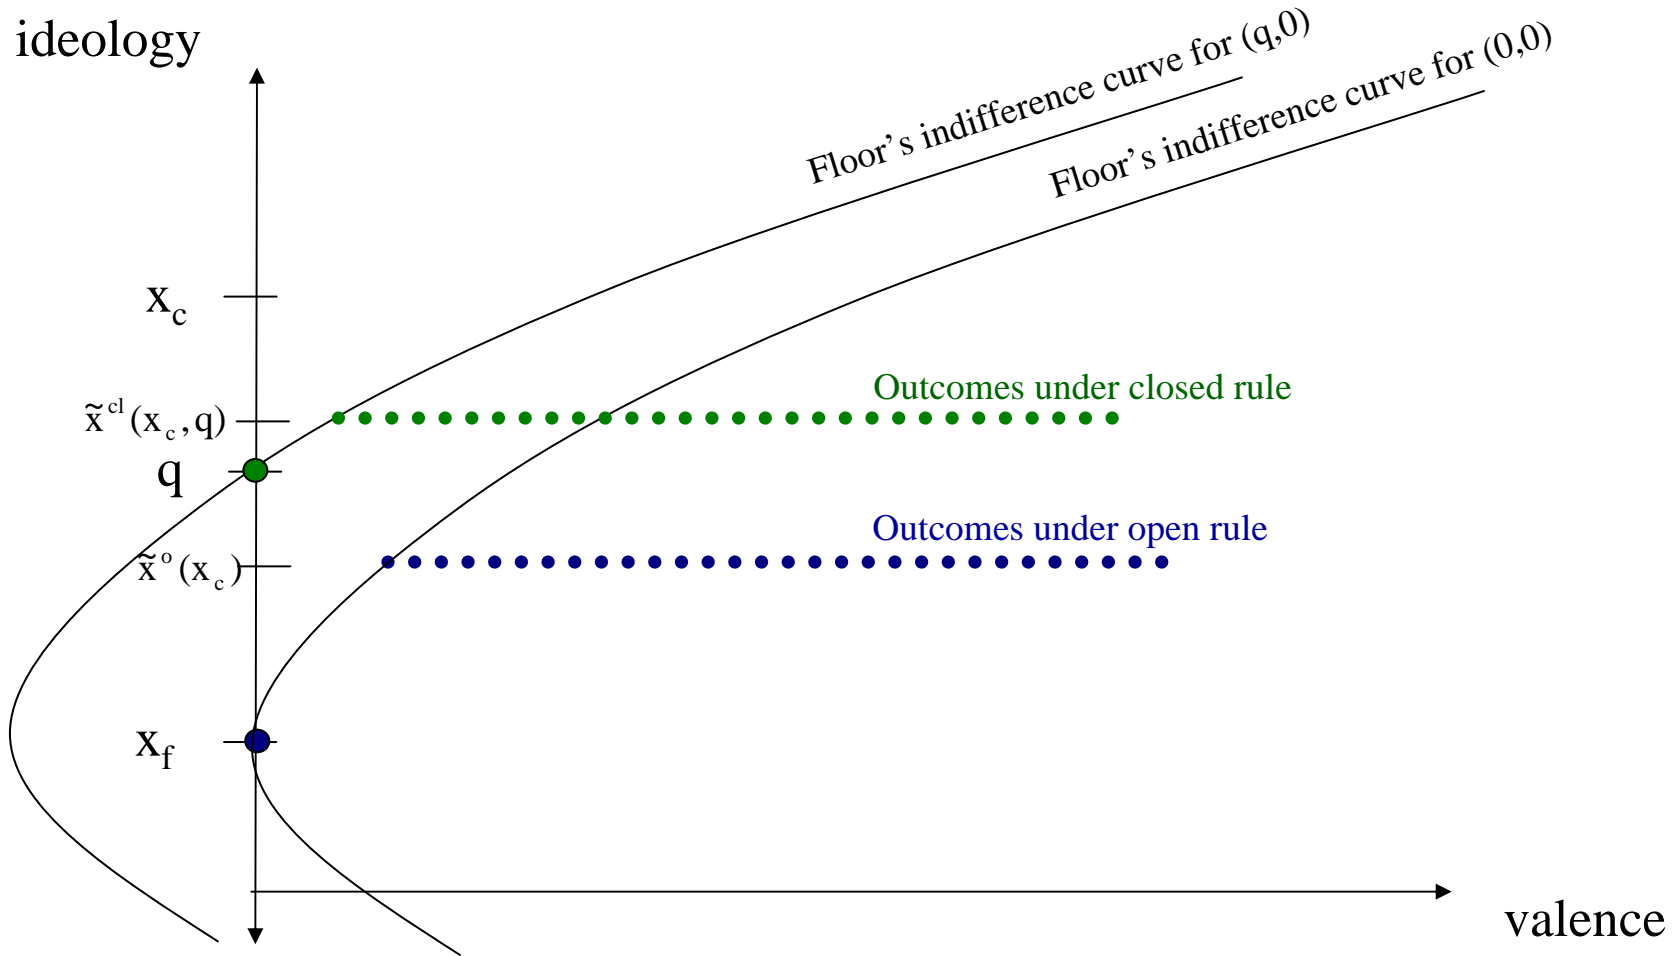 ideology
Floor’s indifference curve for (q,0)
Floor’s indifference curve for (0,0)
x_c
Outcomes under closed rule
x̃^cl(x_c,q)
q
Outcomes under open rule
x̃^o(x_c)
x_f
valence